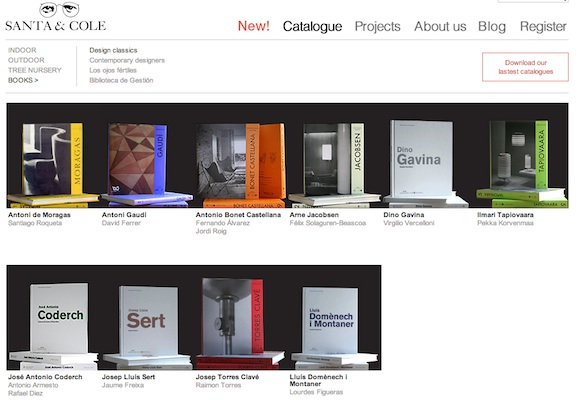 SANTA & COLE
New! Catalogue Projects About us Blog Register
INDOOR
OUTDOOR
TREE NURSERY
BOOKS >
Design classics
Contemporary designers
Los ojos fértiles
Biblioteca de Gestión
Download our
lastest catalogues
MORAGAS
GAUDÍ
BONET CASTELLANA
JACOBSEN
Dino
Gavina
TAPIOVAARA
Antoni de Moragas
Santiago Roqueta
Antoni Gaudí
David Ferrer
Antonio Bonet Castellana
Fernando Álvarez
Jordi Roig
Arne Jacobsen
Félix Solaguren-Beascoa
Dino Gavina
Virgilio Vercelloni
Ilmari Tapiovaara
Pekka Korvenmaa
José Antonio
Coderch
Josep Lluís
Sert
TORRES CLAVÉ
Lluís
Domènech
i Montaner
José Antonio Coderch
Antonio Armesto
Rafael Diez
Josep Lluís Sert
Jaume Freixa
Josep Torres Clavé
Raimon Torres
Lluís Domènech i
Montaner
Lourdes Figueras